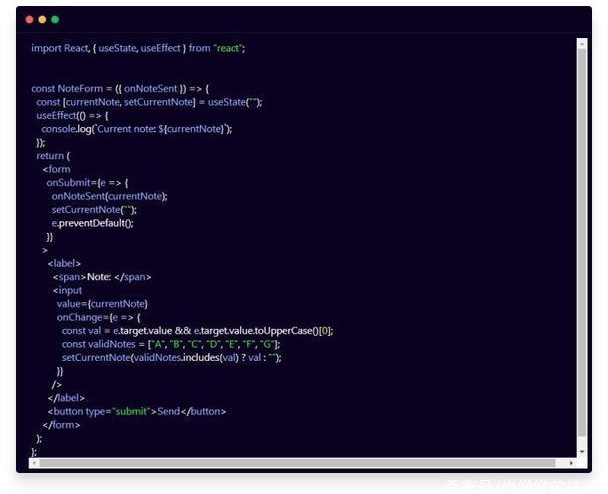 import React, { useState, useEffect } from "react";
const NoteForm = ({ onNoteSent }) => {
const [currentNote, setCurrentNote] = useState("");
useEffect(() => {
console.log(`Current note: ${currentNote}`);
});
return (
<form
onSubmit={e => {
onNoteSent(currentNote);
setCurrentNote("");
e.preventDefault();
}}
>
<label>
<span>Note: </span>
<input
value={currentNote}
onChange={e => {
const val = e.target.value && e.target.value.toUpperCase()[0];
const validNotes = ["A", "B", "C", "D", "E", "F", "G"];
setCurrentNote(validNotes.includes(val) ? val : "");
}}
/>
</label>
<button type="submit">Send</button>
</form>
);
};